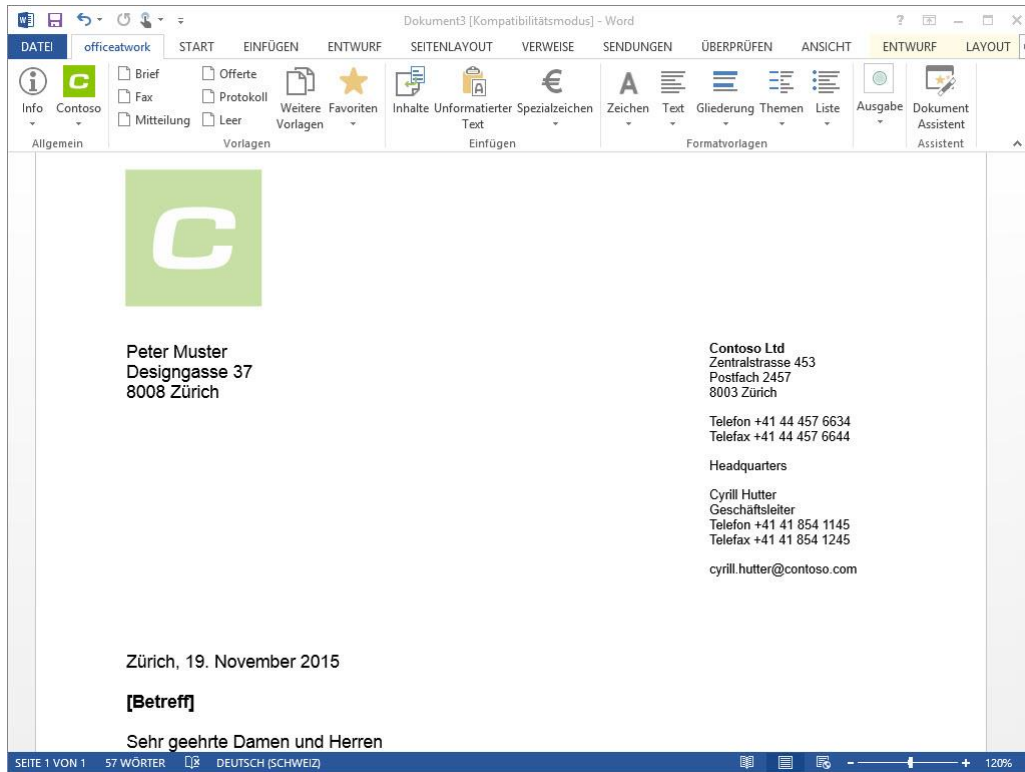 Dokument3 [Kompatibilitätsmodus] - Word
DATEI officeatwork START EINFÜGEN ENTWURF SEITENLAYOUT VERWEISE SENDUNGEN ÜBERPRÜFEN ANSICHT ENTWURF LAYOUT
Info
Contoso
Brief
Fax
Mitteilung
Offerte
Protokoll
Leer
Weitere
Vorlagen
Favoriten
Inhalte
Unformatierter
Text
Spezialzeichen
Zeichen
Text
Gliederung
Themen
Liste
Ausgabe
Dokument
Assistent
Allgemein Vorlagen Einfügen Formatvorlagen Assistent
C
Peter Muster
Designgasse 37
8008 Zürich
Contoso Ltd
Zentralstrasse 453
Postfach 2457
8003 Zürich
Telefon +41 44 457 6634
Telefax +41 44 457 6644
Headquarters
Cyrill Hutter
Geschäftsleiter
Telefon +41 41 854 1145
Telefax +41 41 854 1245
cyrill.hutter@contoso.com
Zürich, 19. November 2015
[Betreff]
Sehr geehrte Damen und Herren
SEITE 1 VON 1 57 WÖRTER DEUTSCH (SCHWEIZ) 120%